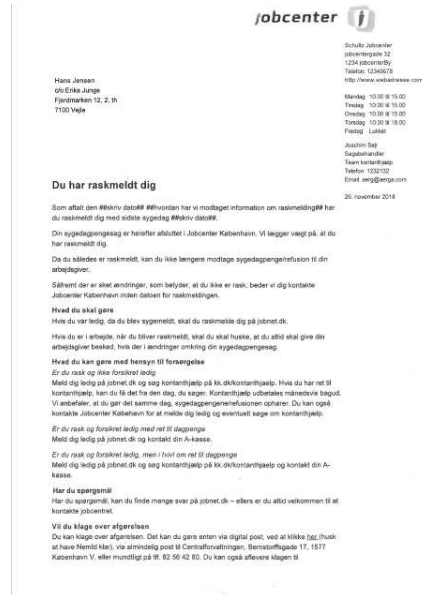 jobcenter
Schultz Jobcenter
jobcentergade 32
1234 jobcenterBy
Telefon: 12345678
http://www.webadresse.com
Hans Jensen
c/o Erika Junge
Fjordmarken 12, 2. th
7100 Vejle
Mandag 10:00 til 15:00
Tirsdag 10:00 til 15:00
Onsdag 10:00 til 15:00
Torsdag 10:00 til 18:00
Fredag Lukket
Joachim Sejr
Sagsbehandler
Team kontanthjælp
Telefon: 1232132
Email: aerg@aerga.com
29. november 2018
Du har raskmeldt dig
Som aftalt den ##skriv dato## ##hvordan har vi modtaget information om raskmelding## har
du raskmeldt dig med sidste sygedag ##skriv dato##.
Din sygedagpengesag er herefter afsluttet i Jobcenter København. Vi lægger vægt på, at du
har raskmeldt dig.
Da du således er raskmeldt, kan du ikke længere modtage sygedagpenge/refusion til din
arbejdsgiver.
Såfremt der er sket ændringer, som betyder, at du ikke er rask, beder vi dig kontakte
Jobcenter København inden datoen for raskmeldingen.
Hvad du skal gøre
Hvis du var ledig, da du blev sygemeldt, skal du raskmelde dig på jobnet.dk.
Hvis du er i arbejde, når du bliver raskmeldt, skal du skal huske, at du altid skal give din
arbejdsgiver besked, hvis der i ændringer omkring din sygedagpengesag.
Hvad du kan gøre med hensyn til forsørgelse
Er du rask og ikke forsikret ledig
Meld dig ledig på jobnet.dk og søg kontanthjælp på kk.dk/kontanthjælp. Hvis du har ret til
kontanthjælp, kan du få det fra den dag, du søger. Kontanthjælp udbetales månedsvis bagud.
Vi anbefaler, at du gør det samme dag, sygedagpengene/refusionen ophører. Du kan også
kontakte Jobcenter København for at melde dig ledig og eventuelt søge om kontanthjælp.
Er du rask og forsikret ledig med ret til dagpenge
Meld dig ledig på jobnet.dk og kontakt din A-kasse.
Er du rask og forsikret ledig, men i tvivl om ret til dagpenge
Meld dig ledig på jobnet.dk og søg kontanthjælp på kk.dk/kontanthjaelp og kontakt din A-
kasse.
Har du spørgsmål
Har du spørgsmål, kan du finde mange svar på jobnet.dk – ellers er du altid velkommen til at
kontakte jobcentret.
Vil du klage over afgørelsen
Du kan klage over afgørelsen. Det kan du gøre enten via digital post, ved at klikke her (husk
at have NemId klar), via almindelig post til Centralforvaltningen, Bernstorffsgade 17, 1577
København V, eller mundtligt på tlf. 82 56 42 80. Du kan også aflevere klagen til